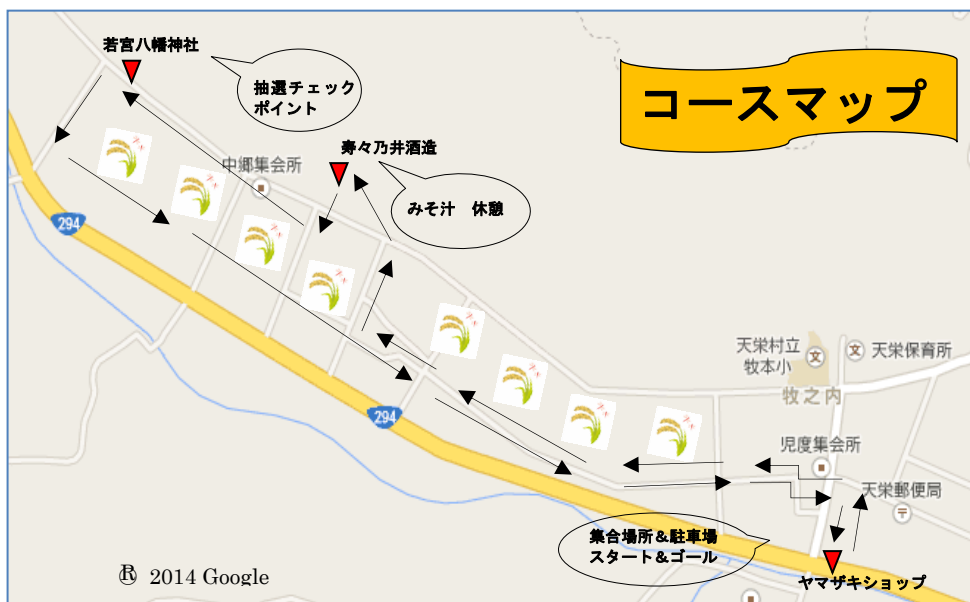 若宮八幡神社
抽選チェック
ポイント
コースマップ
寿々乃井酒造
中郷集会所
みそ汁 休憩
294
天栄村立
牧本小
天栄保育所
牧之内
294
児度集会所
天栄郵便局
集合場所&駐車場
スタート&ゴール
ヤマザキショップ
2014 Google